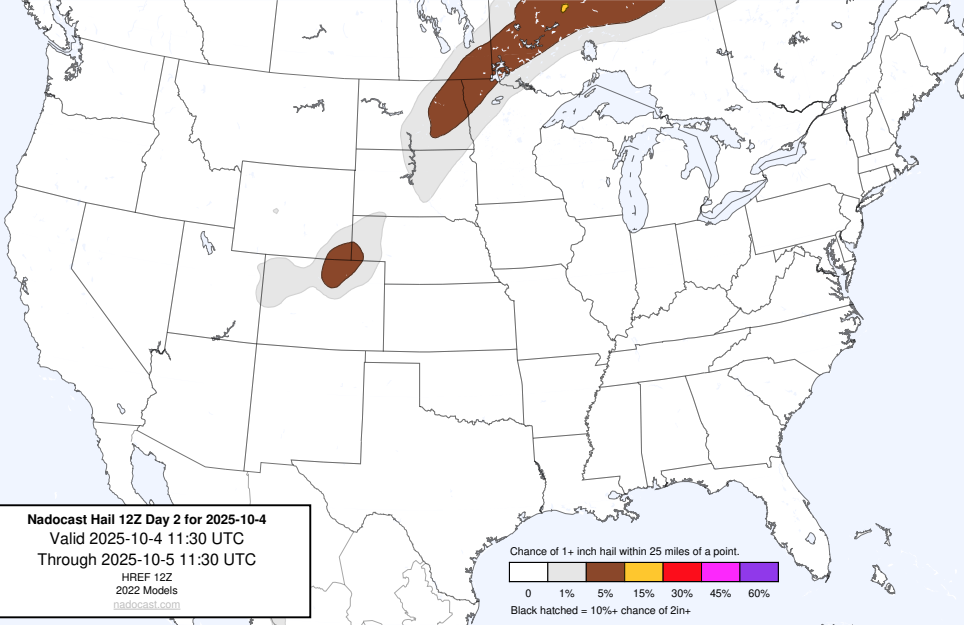 Nadocast Hail 12Z Day 2 for 2025-10-4
Valid 2025-10-4 11:30 UTC
Through 2025-10-5 11:30 UTC
HREF 12Z
2022 Models
nadocast.com
Chance of 1+ inch hail within 25 miles of a point.
0 1% 5% 15% 30% 45% 60%
Black hatched = 10%+ chance of 2in+